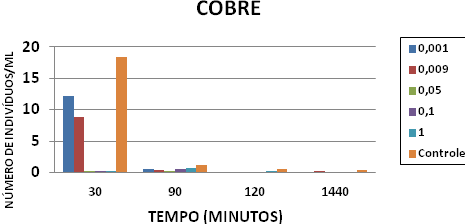 COBRE
NÚMERO DE INDIVÍDUOS/ML
20
15
10
5
0
30 90 120 1440
TEMPO (MINUTOS)
0,001
0,009
0,05
0,1
1
Controle